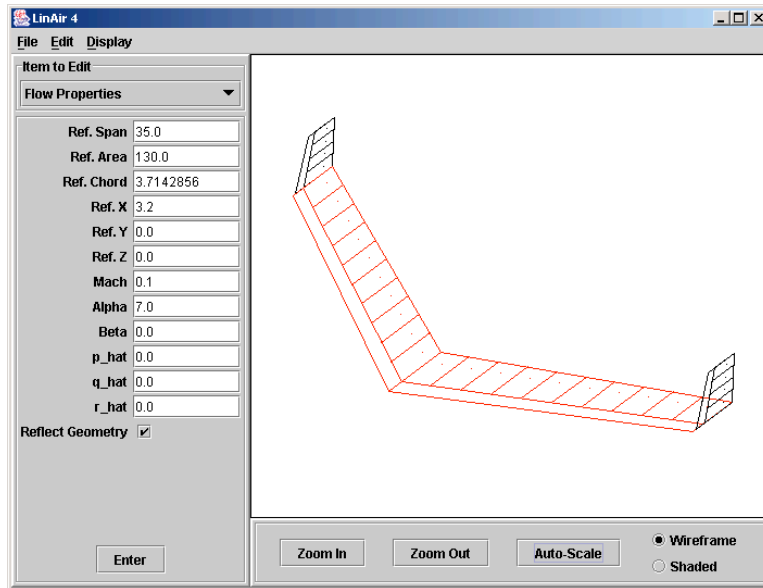 LinAir 4
File Edit Display
Item to Edit
Flow Properties
Ref. Span 35.0
Ref. Area 130.0
Ref. Chord 3.7142856
Ref. X 3.2
Ref. Y 0.0
Ref. Z 0.0
Mach 0.1
Alpha 7.0
Beta 0.0
p_hat 0.0
q_hat 0.0
r_hat 0.0
Reflect Geometry
Enter
Zoom In
Zoom Out
Auto-Scale
Wireframe
Shaded